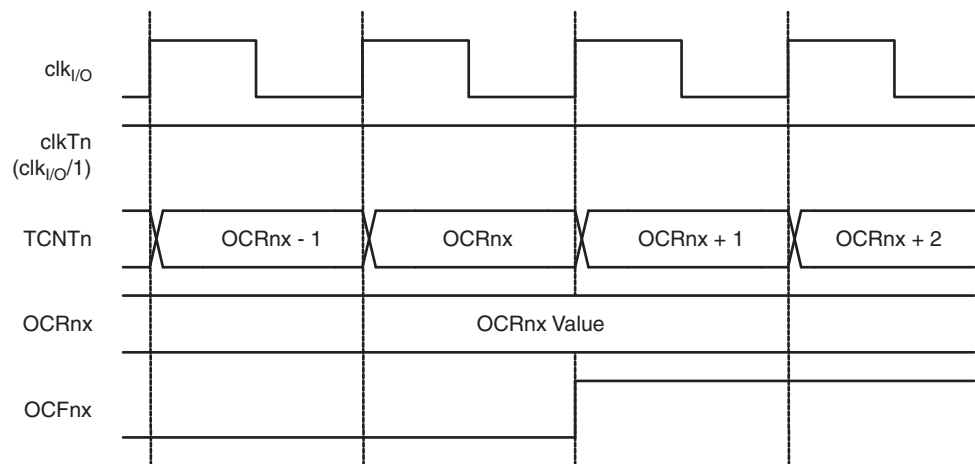 clkI/O
clkTn
(clkI/O/1)
TCNTn
OCRnx - 1
OCRnx
OCRnx + 1
OCRnx + 2
OCRnx
OCRnx Value
OCFnx